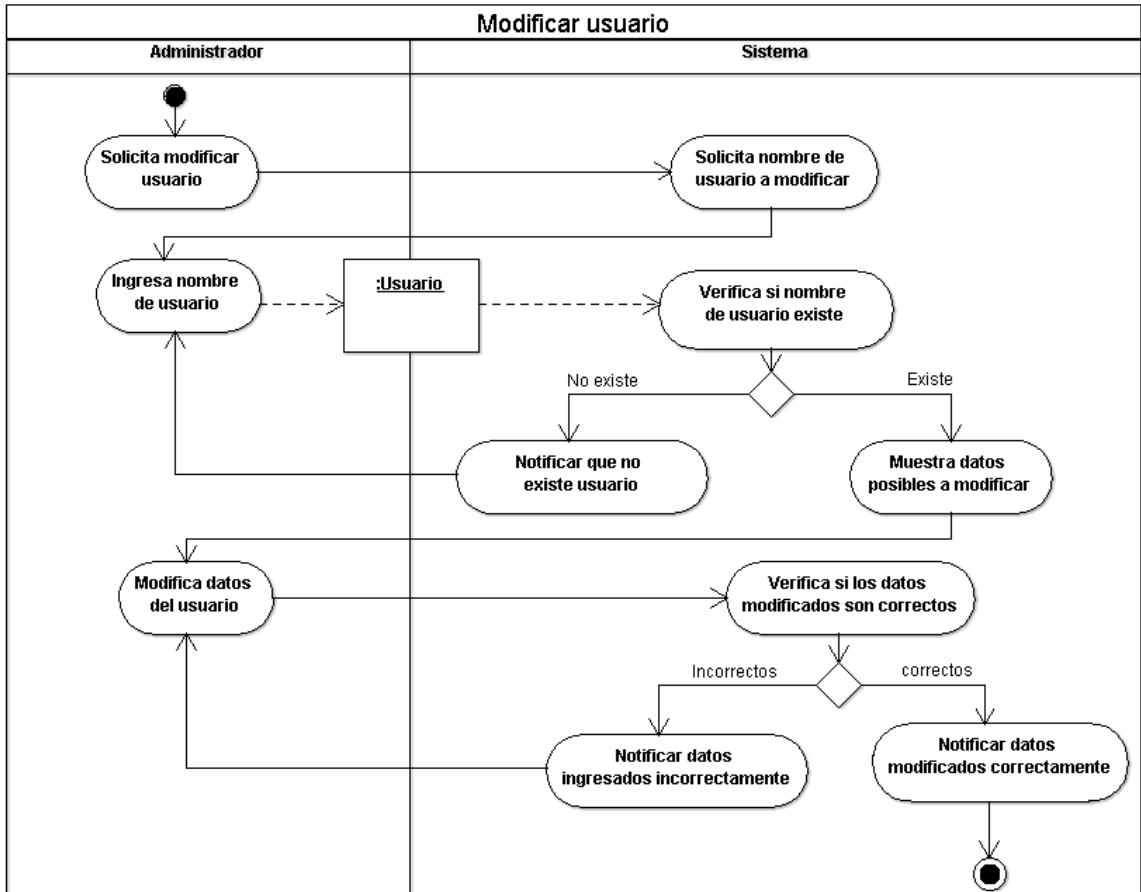 Modificar usuario
Administrador
Sistema
Solicita modificar
usuario
Solicita nombre de
usuario a modificar
Ingresa nombre
de usuario
:Usuario
Verifica si nombre
de usuario existe
No existe
Existe
Notificar que no
existe usuario
Muestra datos
posibles a modificar
Modifica datos
del usuario
Verifica si los datos
modificados son correctos
Incorrectos
correctos
Notificar datos
ingresados incorrectamente
Notificar datos
modificados correctamente